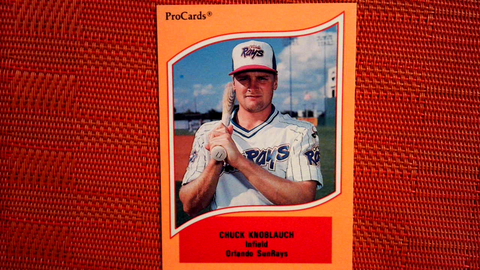 ProCards®
Rays
RAYS
CHUCK KNOBLAUCH
Infield
Orlando SunRays